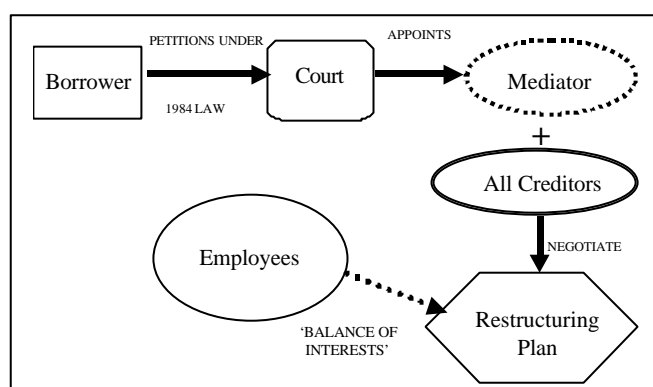 PETITIONS UNDER
APPOINTS
Borrower
Court
Mediator
1984 LAW
+
All Creditors
NEGOTIATE
Employees
‘BALANCE OF
INTERESTS’
Restructuring
Plan